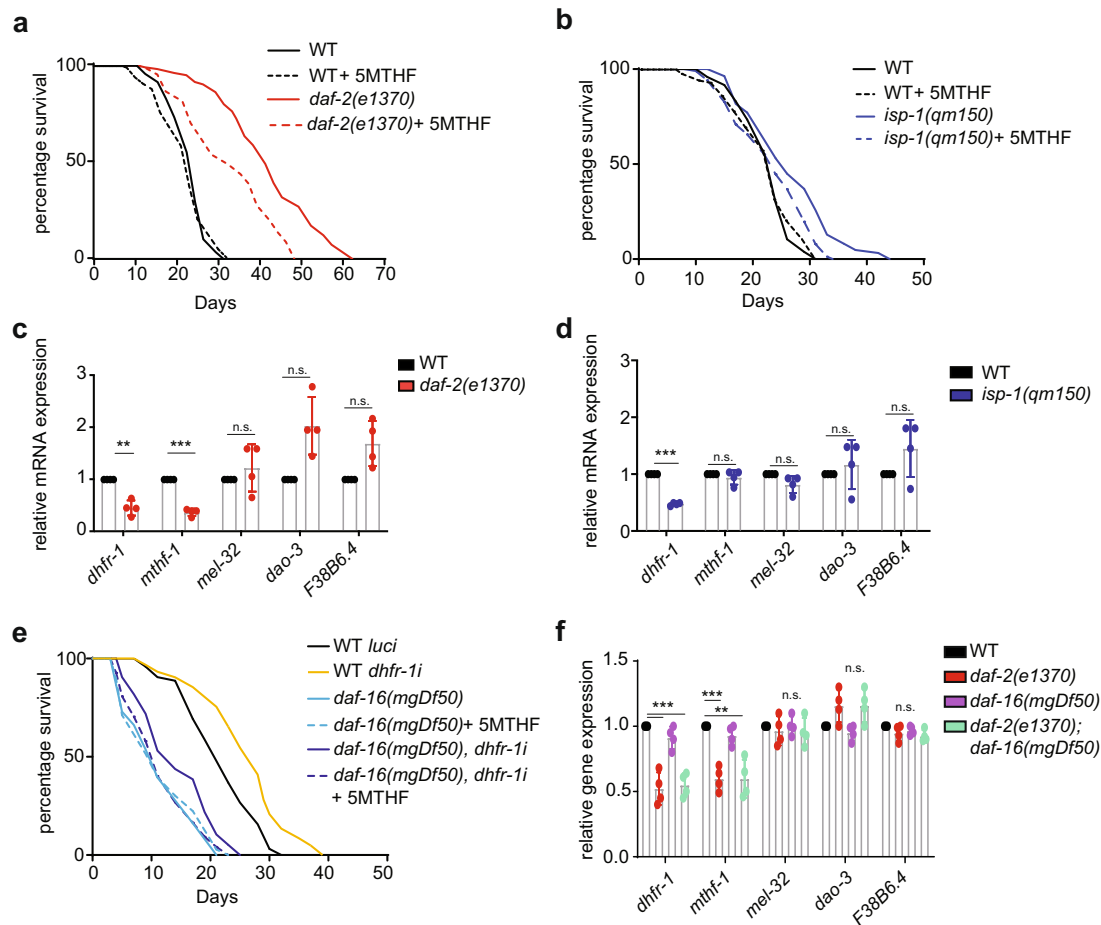 a
WT
WT+ 5MTHF
daf-2(e1370)
daf-2(e1370)+ 5MTHF
percentage survival
100
50
0
0 10 20 30 40 50 60 70
Days
b
WT
WT+ 5MTHF
isp-1(qm150)
isp-1(qm150)+ 5MTHF
percentage survival
100
50
0
0 10 20 30 40 50
Days
c
WT
daf-2(e1370)
relative mRNA expression
3
2
1
0
** *** n.s. n.s. n.s.
dhfr-1 mthf-1 mel-32 dao-3 F38B6.4
d
WT
isp-1(qm150)
relative mRNA expression
3
2
1
0
*** n.s. n.s. n.s. n.s.
dhfr-1 mthf-1 mel-32 dao-3 F38B6.4
e
WT luci
WT dhfr-1i
daf-16(mgDf50)
daf-16(mgDf50)+ 5MTHF
daf-16(mgDf50), dhfr-1i
daf-16(mgDf50), dhfr-1i
+ 5MTHF
percentage survival
100
50
0
0 10 20 30 40 50
Days
f
WT
daf-2(e1370)
daf-16(mgDf50)
daf-2(e1370);
daf-16(mgDf50)
relative gene expression
1.5
1.0
0.5
0.0
*** *** ** n.s. n.s. n.s.
dhfr-1 mthf-1 mel-32 dao-3 F38B6.4